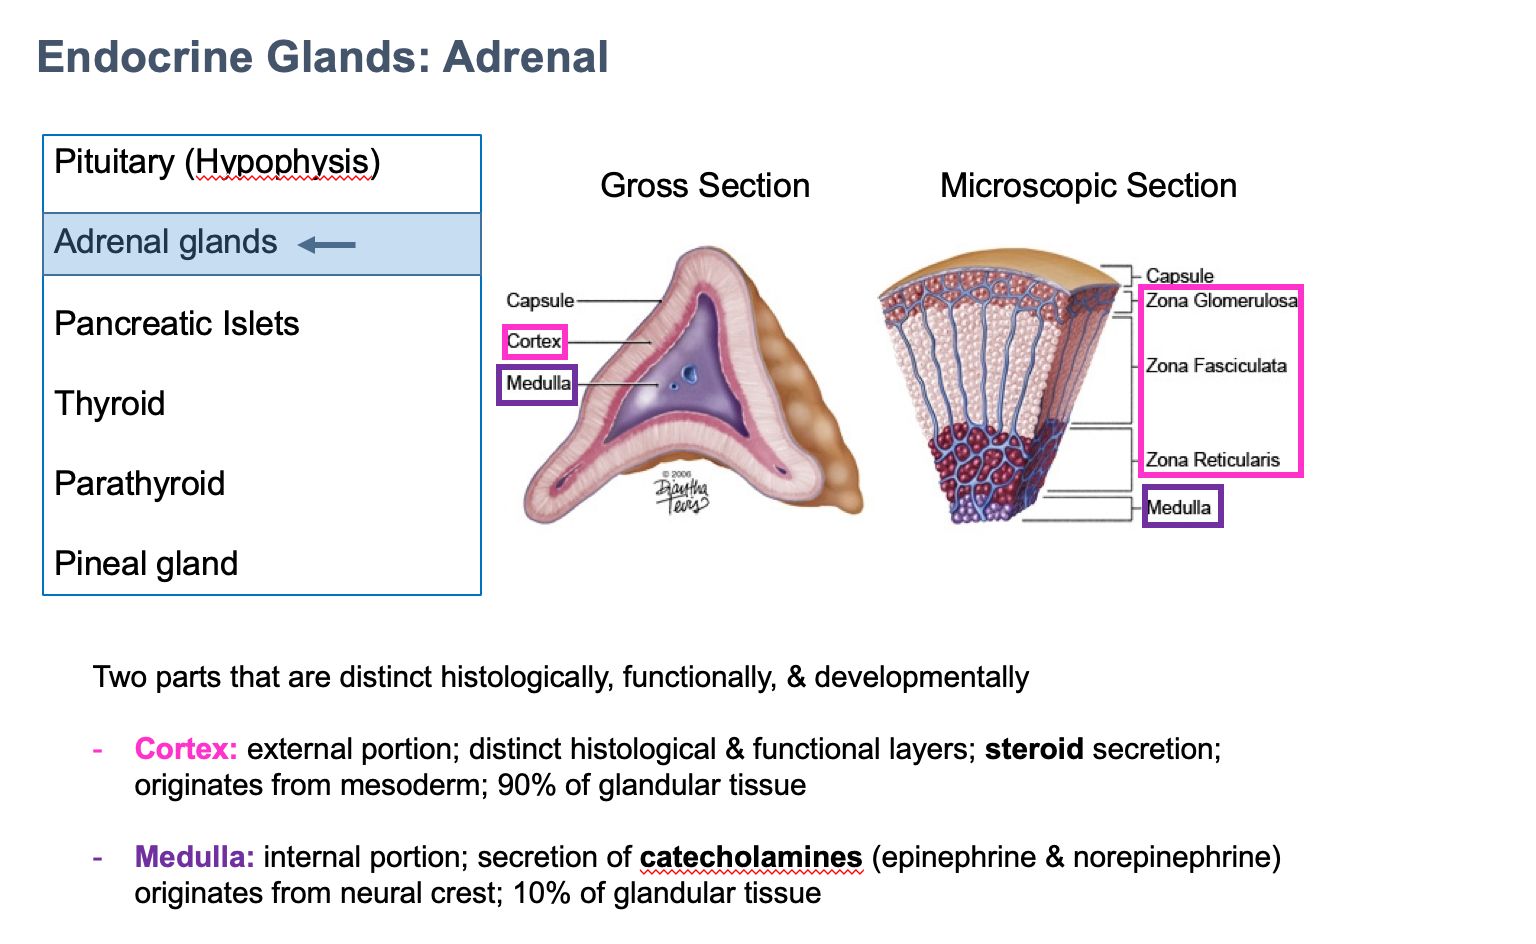 Endocrine Glands: Adrenal
Pituitary (Hypophysis)
Adrenal glands
Pancreatic Islets
Thyroid
Parathyroid
Pineal gland
Gross Section
Capsule
Cortex
Medulla
© 2006
Diantha
Tevis
Microscopic Section
Capsule
Zona Glomerulosa
Zona Fasciculata
Zona Reticularis
Medulla
Two parts that are distinct histologically, functionally, & developmentally
- Cortex: external portion; distinct histological & functional layers; steroid secretion;
originates from mesoderm; 90% of glandular tissue
- Medulla: internal portion; secretion of catecholamines (epinephrine & norepinephrine)
originates from neural crest; 10% of glandular tissue